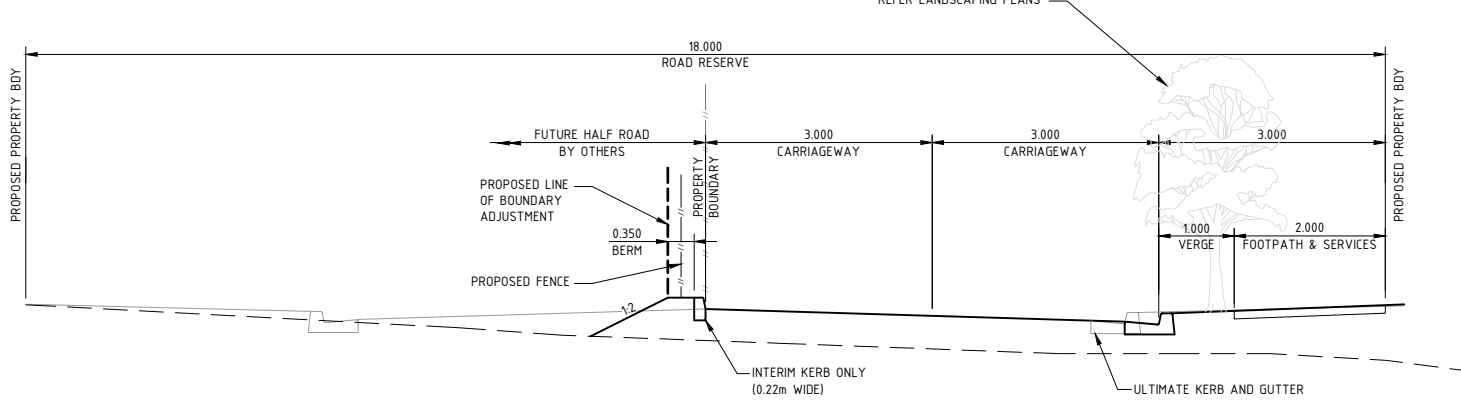 REFER LANDSCAPING PLANS
18.000
ROAD RESERVE
PROPOSED PROPERTY BDY
PROPOSED PROPERTY BDY
FUTURE HALF ROAD
BY OTHERS
3.000
CARRIAGEWAY
3.000
CARRIAGEWAY
3.000
PROPERTY
BOUNDARY
PROPOSED LINE
OF BOUNDARY
ADJUSTMENT
0.350
BERM
1.000
VERGE
2.000
FOOTPATH & SERVICES
PROPOSED FENCE
1:2
INTERIM KERB ONLY
(0.22m WIDE)
ULTIMATE KERB AND GUTTER